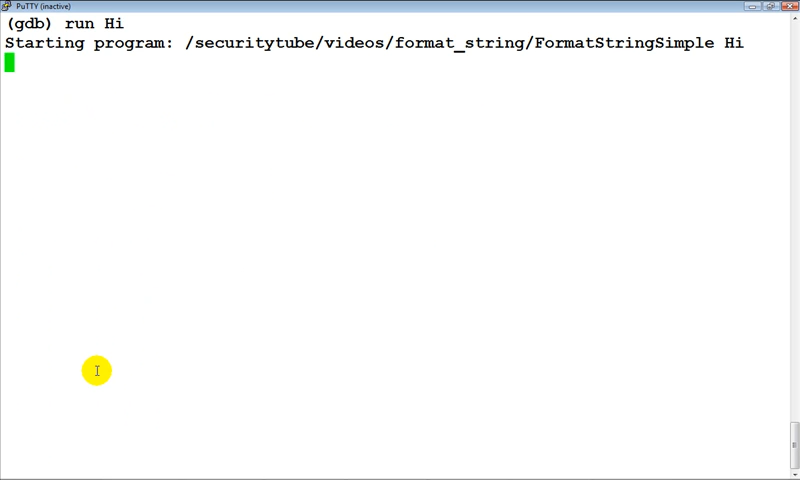 PuTTY (inactive)
(gdb) run Hi
Starting program: /securitytube/videos/format_string/FormatStringSimple Hi